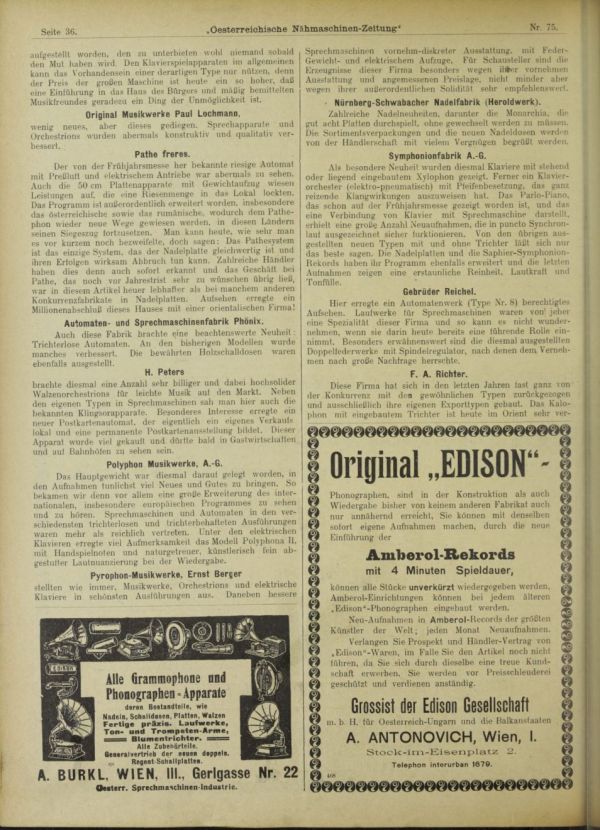 Seite 36.
„Oesterreichische Nähmaschinen-Zeitung“
Nr. 75.
aufgestellt worden, den zu unterbieten wohl niemand sobald
den Mut haben wird. Den Klavierspielapparaten im allgemeinen
kann das Vorhandensein einer derartigen Type nur nützen, denn
der Preis der großen Maschine ist heute ein so hoher, daß
eine Einführung in das Haus des Bürgers und mäßig bemittelten
Musikfreundes geradezu ein Ding der Unmöglichkeit ist.
Original Musikwerke Paul Lochmann,
wenig neues, aber dieses gediegen. Sprechapparate und
Orchestrions wurden abermals konstruktiv und qualitativ ver-
bessert.
Pathe freres.
Der von der Frühjahrsmesse her bekannte riesige Automat
mit Preßluft und elektrischem Antriebe war abermals zu sehen.
Auch die 50 cm Plattenapparate mit Gewichtaufzug wiesen
Leistungen auf, die eine Riesenmenge in das Lokal lockten.
Das Programm ist außerordentlich erweitert worden, insbesondere
das österreichische sowie das rumänische, wodurch dem Pathe-
phon wieder neue Wege gewiesen werden, in diesen Ländern
seinen Siegeszug fortzusetzen. Man kann heute, wie sehr man
es vor kurzem noch bezweifelte, doch sagen: Das Pathesystem
ist das einzige System, das der Nadelplatte gleichwertig ist und
ihren Erfolgen wirksam Abbruch tun kann. Zahlreiche Händler
haben dies denn auch sofort erkannt und das Geschäft bei
Pathe, das noch vor Jahresfrist sehr zu wünschen übrig ließ,
war in diesem Artikel heuer lebhafter als bei manchem anderen
Konkurrenzfabrikate in Nadelplatten. Aufsehen erregte ein
Millionenabschluß dieses Hauses mit einer orientalischen Firma!
Automaten- und Sprechmaschinenfabrik Phönix.
Auch diese Fabrik brachte eine beachtenswerte Neuheit:
Trichterlose Automaten. An den bisherigen Modellen wurde
manches verbessert. Die bewährten Holzschalldosen waren
ebenfalls ausgestellt.
H. Peters
brachte diesmal eine Anzahl sehr billiger und dabei hochsolider
Walzenorchestrions für leichte Musik auf den Markt. Neben
den eigenen Typen in Sprechmaschinen sah man hier auch die
bekannten Klingsorapparate. Besonderes Interesse erregte ein
neuer Postkartenautomat, der eigentlich ein eigenes Verkaufs-
lokal und eine permanente Postkartenausstellung bildet. Dieser
Apparat wurde viel gekauft und dürfte bald in Gastwirtschaften
und auf Bahnhöfen zu sehen sein.
Polyphon Musikwerke, A.-G.
Das Hauptgewicht war diesmal darauf gelegt worden, in
den Aufnahmen tunlichst viel Neues und Gutes zu bringen. So
bekamen wir denn vor allem eine große Erweiterung des inter-
nationalen, insbesondere europäischen Programmes zu sehen
und zu hören. Sprechmaschinen und Automaten in den ver-
schiedensten trichterlosen und trichterbehafteten Ausführungen
waren mehr als reichlich vertreten. Unter den elektrischen
Klavieren erregte viel Aufmerksamkeit das Modell Polyphona II,
mit Handspielnoten und naturgetreuer, künstlerisch fein ab-
gestufter Lautnuanzierung bei der Wiedergabe.
Pyrophon-Musikwerke, Ernst Berger
stellten wie immer, Musikwerke, Orchestrions und elektrische
Klaviere in schönsten Ausführungen aus. Daneben bessere
Sprechmaschinen vornehm-diskreter Ausstattung, mit Feder-
Gewicht- und elektrischem Aufzuge. Für Schausteller sind die
Erzeugnisse dieser Firma besonders wegen ihrer vornehmen
Ausstattung und angemessenen Preislage, nicht minder aber
wegen ihrer außerordentlichen Solidität sehr empfehlenswert.
Nürnberg-Schwabacher Nadelfabrik (Heroldwerk).
Zahlreiche Nadelneuheiten, darunter die Monarchia, die
gut acht Platten durchspielt, ohne gewechselt werden zu müssen.
Die Sortimentsverpackungen und die neuen Nadeldosen werden
von der Händlerschaft mit vielem Vergnügen begrüßt werden.
Symphonionfabrik A.-G.
Als besondere Neuheit wurden diesmal Klaviere mit stehend
oder liegend eingebautem Xylophon gezeigt. Ferner ein Klavier-
orchester (elektro-pneumatisch) mit Pfeifenbesetzung, das ganz
reizende Klangwirkungen auszuweisen hat. Das Parlo-Piano,
das schon auf der Frühjahrsmesse gezeigt worden ist, und das
eine Verbindung von Klavier mit Sprechmaschine darstellt,
erhielt eine große Anzahl Neuaufnahmen, die in puncto Synchron-
laut ausgezeichnet sicher funktionieren. Von den übrigen aus-
gestellten neuen Typen mit und ohne Trichter läßt sich nur
das beste sagen. Die Nadelplatten und die Saphier-Symphonion-
Rekords haben ihr Programm ebenfalls erweitert und die letzten
Aufnahmen zeigen eine erstaunliche Reinheit, Lautkraft und
Tonfülle.
Gebrüder Reichel.
Hier erregte ein Automatenwerk (Type Nr. 8) berechtigtes
Aufsehen. Laufwerke für Sprechmaschinen waren von jeher
eine Spezialität dieser Firma und so kann es nicht wunder-
nehmen, wenn sie darin heute bereits eine führende Rolle ein-
nimmt. Besonders erwähnenswert sind die diesmal ausgestellten
Doppelfederwerke mit Spindelregulator, nach denen dem Verneh-
men nach große Nachfrage herrschte.
F. A. Richter.
Diese Firma hat sich in den letzten Jahren fast ganz von
der Konkurrenz mit den gewöhnlichen Typen zurückgezogen
und ausschließlich ihre eigenen Exporttypen gebaut. Das Kalo-
phon mit eingebautem Trichter ist heute im Orient sehr ver-
EDISON
Alle Grammophone und
Phonographen-Apparate
deren Bestandteile, wie
Nadeln, Schalldosen, Platten, Walzen
Fertige präzis. Laufwerke,
Ton- und Trompeten-Arme,
Blumentrichter.
Alle Zubehörteile.
Generalvertrieb der neuen doppels.
Regent-Schallplatten.
A. BURKL, WIEN, III., Gerlgasse Nr. 22
Oesterr. Sprechmaschinen-Industrie.
Original „EDISON“-
Phonographen, sind in der Konstruktion als auch
Wiedergabe bisher von keinem anderen Fabrikat auch
nur annähernd erreicht. Sie können mit denselben
sofort eigene Aufnahmen machen, durch die neue
Einführung der
Amberol-Rekords
mit 4 Minuten Spieldauer,
können alle Stücke unverkürzt wiedergegeben werden,
Amberol-Einrichtungen können bei jedem älteren
„Edison“-Phonographen eingebaut werden.
Neu-Aufnahmen in Amberol-Records der größten
Künstler der Welt; jeden Monat Neuaufnahmen.
Verlangen Sie Prospekt und Händler-Vertrag von
„Edison“-Waren, im Falle Sie den Artikel noch nicht
führen, da Sie sich durch dieselbe eine treue Kund-
schaft erwerben. Sie werden vor Preisschleuderei
geschützt und verdienen anständig.
Grossist der Edison Gesellschaft
m. b. H. für Oesterreich-Ungarn und die Balkanstaaten
A. ANTONOVICH, Wien, I.
Stock-im-Eisenplatz 2.
Telephon interurban 1679.
408